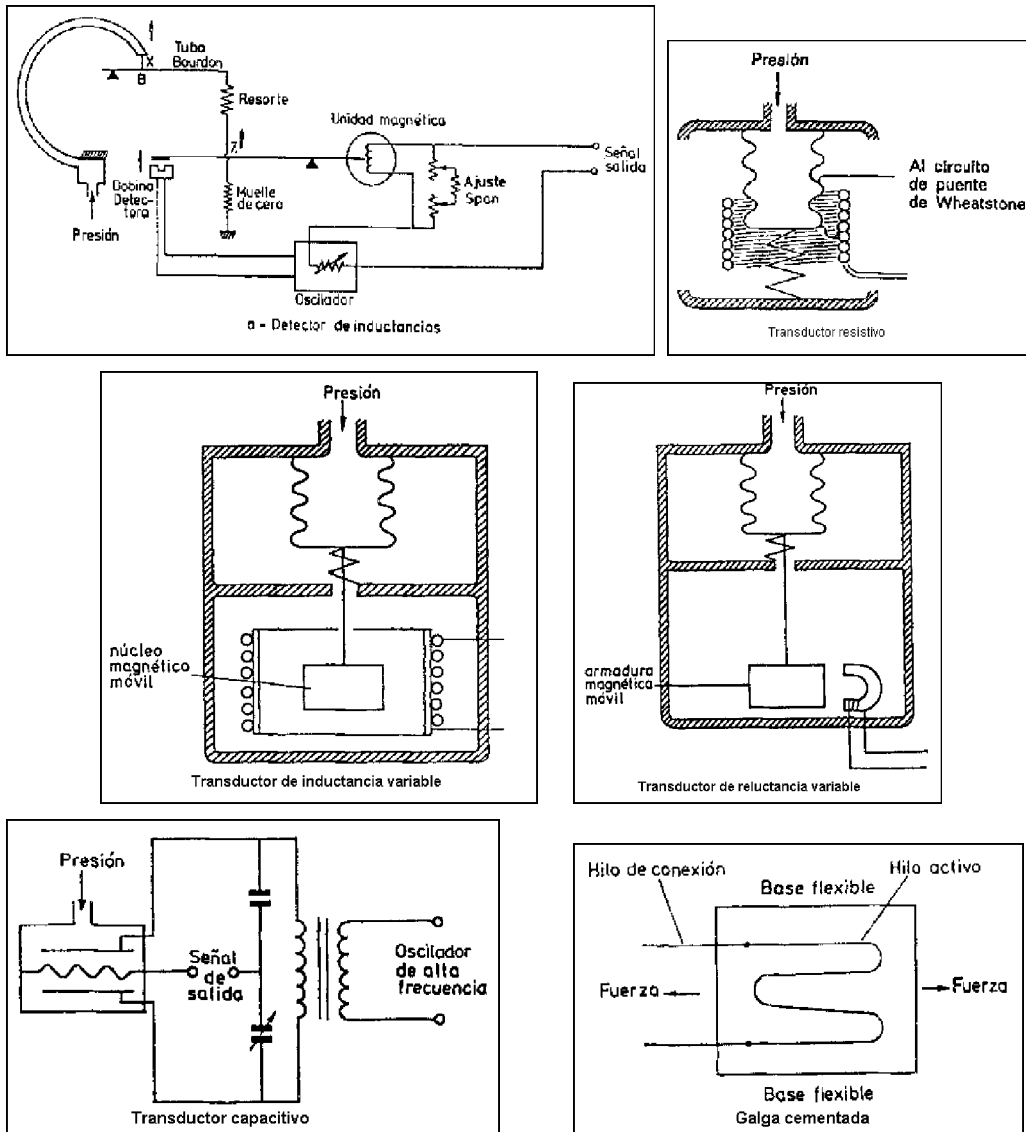 Tubo
Bourdon
X
B
Resorte
Unidad magnética
Z
Señal
salida
Ajuste
Span
Bobina
Detec-
tora
Muelle
de cero
Presión
Oscilador
a - Detector de inductancias
Presión
Al circuito
de puente
de Wheatstone
Transductor resistivo
Presión
núcleo
magnético
móvil
Transductor de inductancia variable
Presión
armadura
magnética
móvil
Transductor de reluctancia variable
Presión
Señal
de
salida
Oscilador
de alta
frecuencia
Transductor capacitivo
Hilo de conexión
Hilo activo
Base flexible
Fuerza
Fuerza
Base flexible
Galga cementada